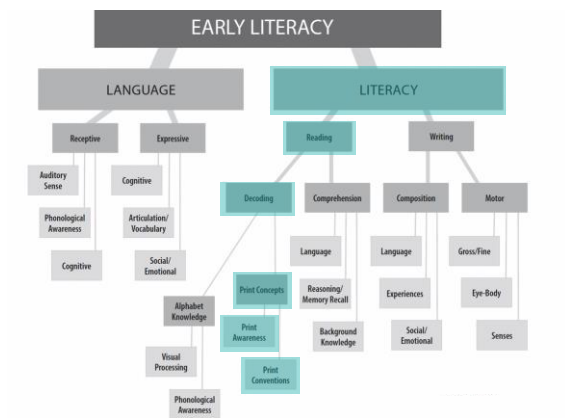 EARLY LITERACY
LANGUAGE
LITERACY
Receptive
Expressive
Reading
Writing
Auditory
Sense
Cognitive
Decoding
Comprehension
Composition
Motor
Phonological
Awareness
Articulation/
Vocabulary
Language
Language
Gross/Fine
Cognitive
Social/
Emotional
Print Concepts
Reasoning/
Memory Recall
Experiences
Eye-Body
Alphabet
Knowledge
Print
Awareness
Background
Knowledge
Social/
Emotional
Senses
Visual
Processing
Print
Conventions
Phonological
Awareness